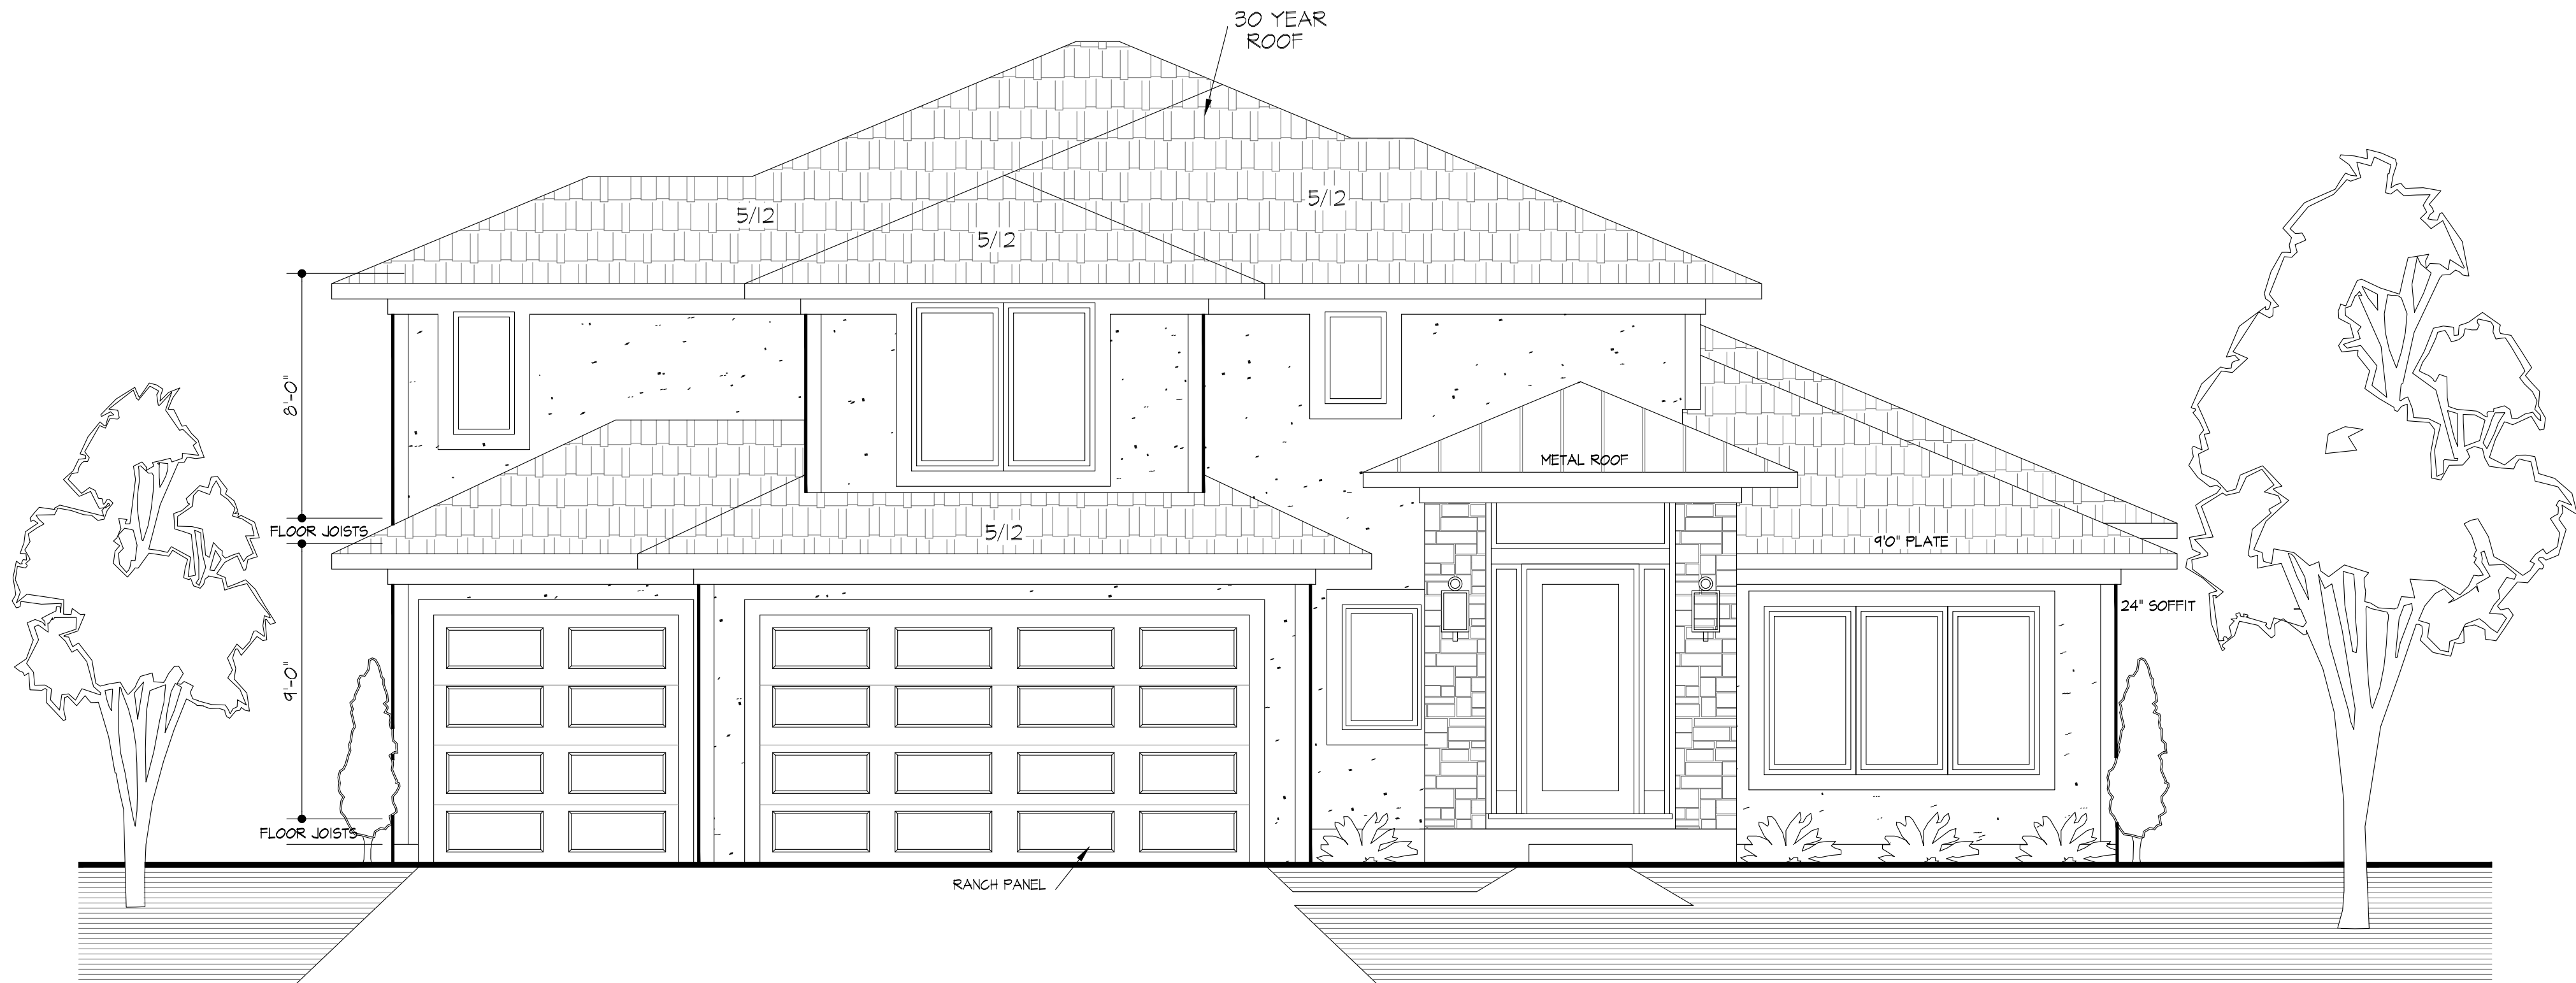 30 YEAR
ROOF
5/12
5/12
5/12
8'-0"
METAL ROOF
FLOOR JOISTS
5/12
9'0" PLATE
24" SOFFIT
9'-0"
FLOOR JOISTS
RANCH PANEL